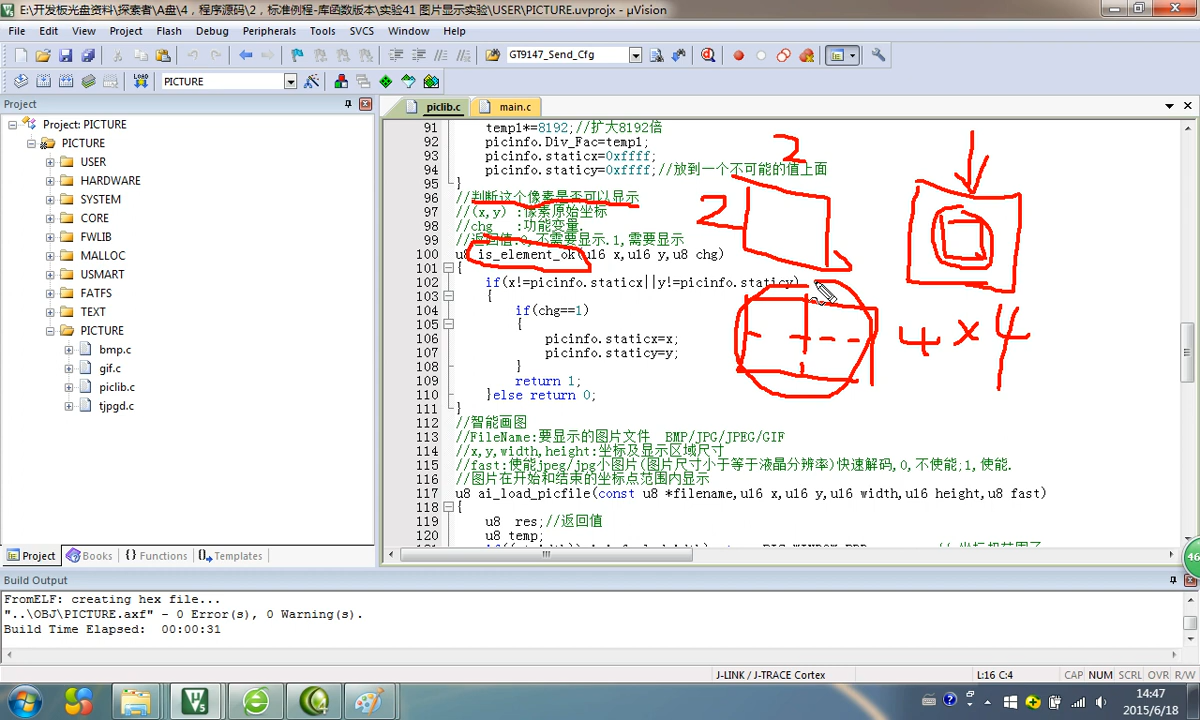 E:\开发板光盘资料\探索者\A盘\4，程序源码\2，标准例程-库函数版本\实验41 图片显示实验\USER\PICTURE.uvprojx - µVision
File Edit View Project Flash Debug Peripherals Tools SVCS Window Help
GT9147_Send_Cfg
LOAD PICTURE
Project
Project: PICTURE
PICTURE
USER
HARDWARE
SYSTEM
CORE
FWLIB
MALLOC
USMART
FATFS
TEXT
PICTURE
bmp.c
gif.c
piclib.c
tjpgd.c
Project Books Functions Templates
piclib.c main.c
91 temp1*=8192;//扩大8192倍
92 picinfo.Div_Fac=temp1;
93 picinfo.staticx=0xffff;
94 picinfo.staticy=0xffff;//放到一个不可能的值上面
95 }
96 //判断这个像素是否可以显示
97 //(x,y) :像素原始坐标
98 //chg :功能变量.
99 //返回值:0,不需要显示.1,需要显示
100 u8 is_element_ok(u16 x,u16 y,u8 chg)
101 {
102 if(x!=picinfo.staticx||y!=picinfo.staticy)
103 {
104 if(chg==1)
105 {
106 picinfo.staticx=x;
107 picinfo.staticy=y;
108 }
109 return 1;
110 }else return 0;
111 }
112 //智能画图
113 //FileName:要显示的图片文件 BMP/JPG/JPEG/GIF
114 //x,y,width,height:坐标及显示区域尺寸
115 //fast:使能jpeg/jpg小图片(图片尺寸小于等于液晶分辨率)快速解码,0,不使能;1,使能.
116 //图片在开始和结束的坐标点范围内显示
117 u8 ai_load_picfile(const u8 *filename,u16 x,u16 y,u16 width,u16 height,u8 fast)
118 {
119 u8 res;//返回值
120 u8 temp;
2
2
4 × 4
46
Build Output
FromELF: creating hex file...
"..\OBJ\PICTURE.axf" - 0 Error(s), 0 Warning(s).
Build Time Elapsed: 00:00:31
J-LINK / J-TRACE Cortex L:16 C:4 CAP NUM SCRL OVR R/W
14:47
2015/6/18